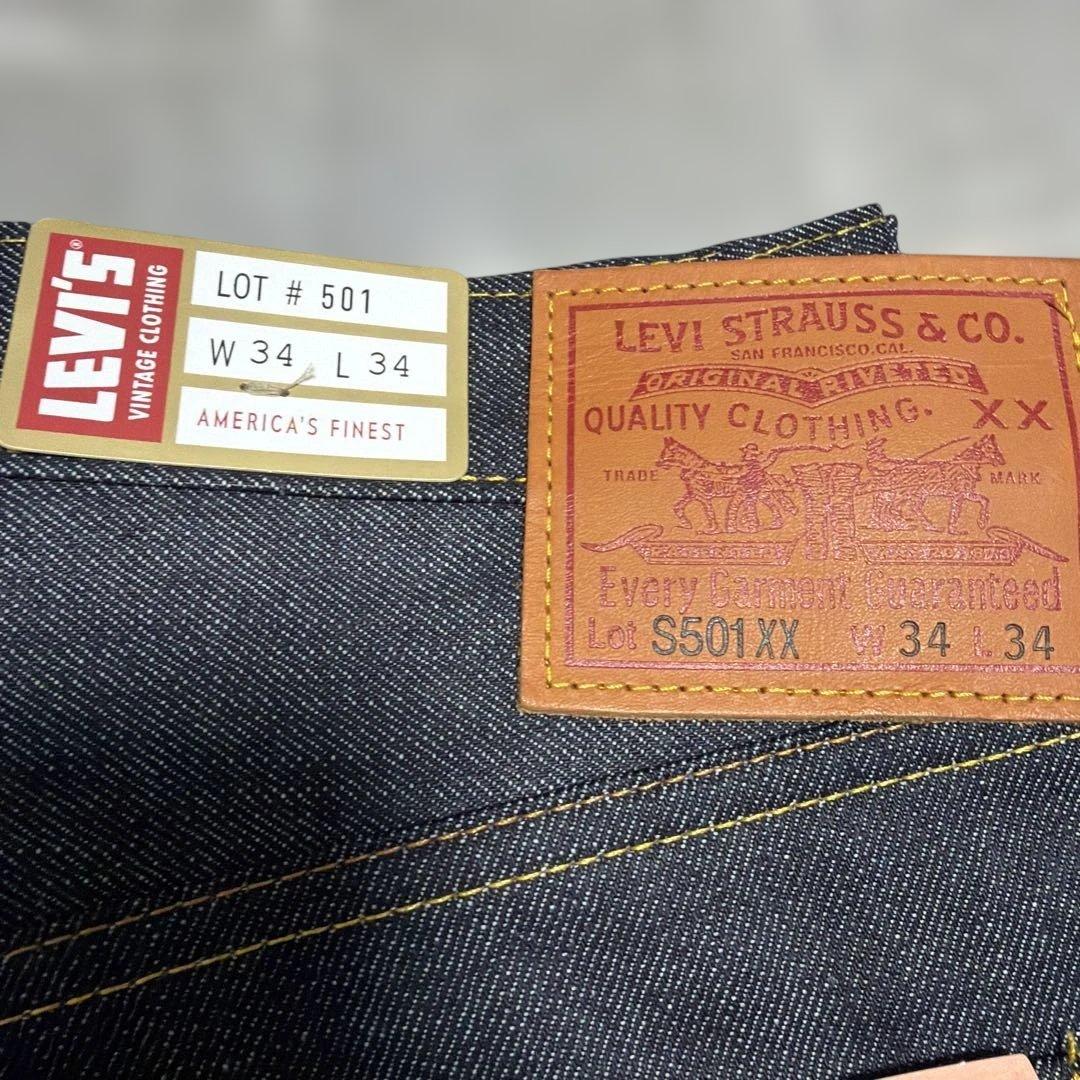 LEVI'S®
VINTAGE CLOTHING
LOT # 501
W 34 L 34
AMERICA'S FINEST
LEVI STRAUSS & CO.
SAN FRANCISCO, CAL.
ORIGINAL RIVETED
QUALITY CLOTHING. XX
TRADE MARK
Every Garment Guaranteed
Lot S501XX W 34 L 34